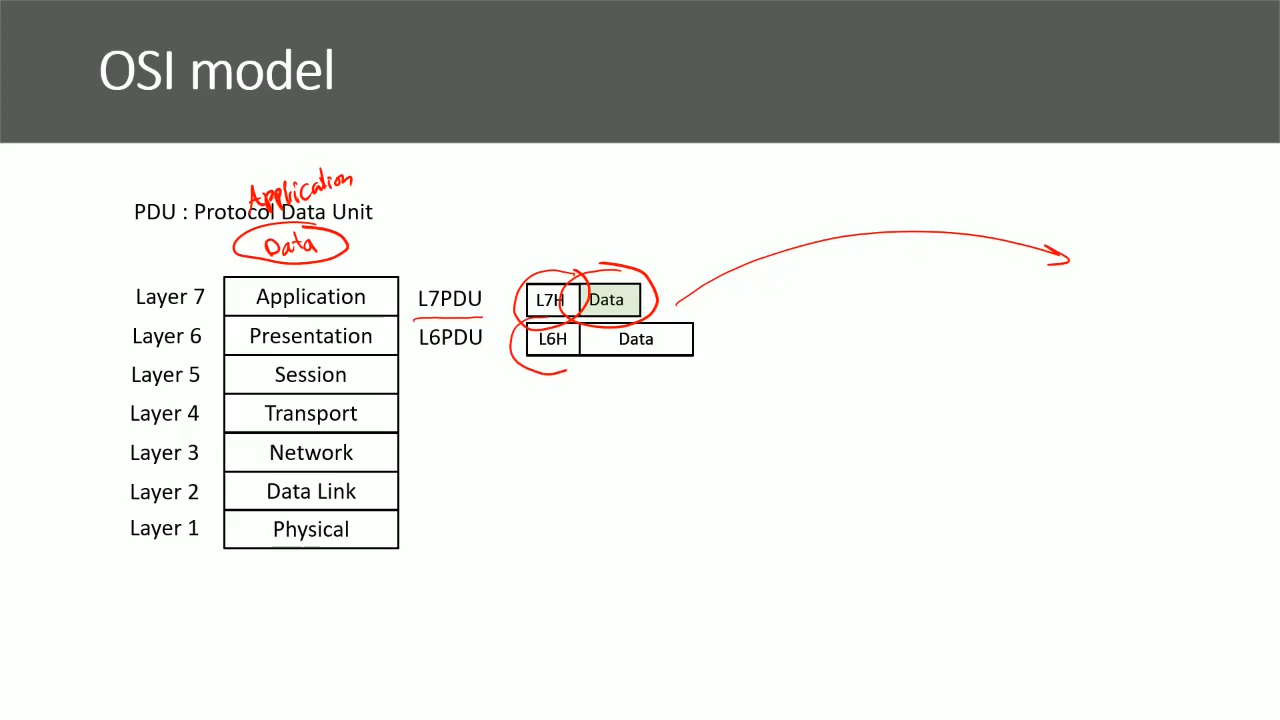 OSI model
Application
PDU : Protocol Data Unit
Data
Layer 7 Application L7PDU L7H Data
Layer 6 Presentation L6PDU L6H Data
Layer 5 Session
Layer 4 Transport
Layer 3 Network
Layer 2 Data Link
Layer 1 Physical